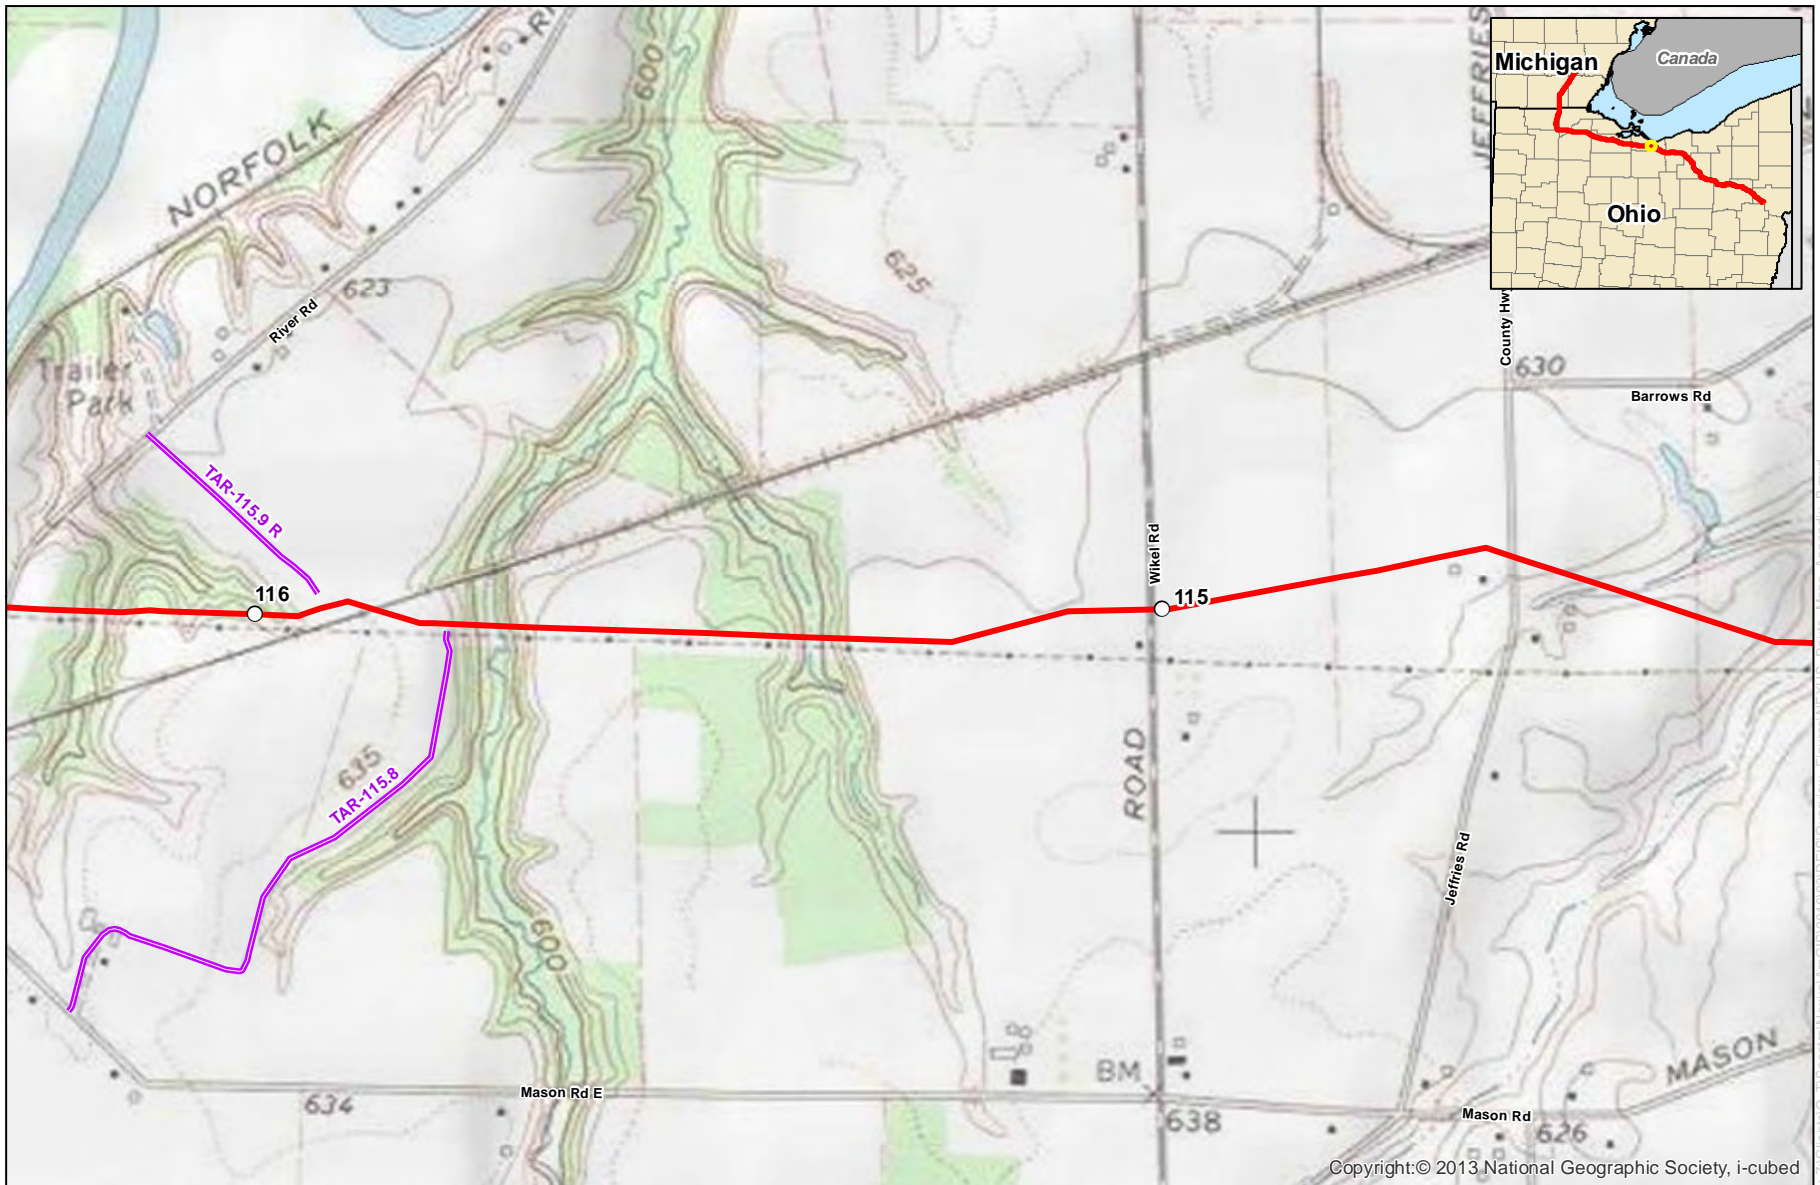 JEFFRIES
Michigan
Canada
Ohio
600
NORFOLK
623
River Rd
625
County Hwy
630
Barrows Rd
Trailer
Park
TAR-115.9 R
Wikel Rd
116
115
635
TAR-115.8
ROAD
Jeffries Rd
600
BM
MASON
Mason Rd E
634
638
Mason Rd
626
Copyright:© 2013 National Geographic Society, i-cubed